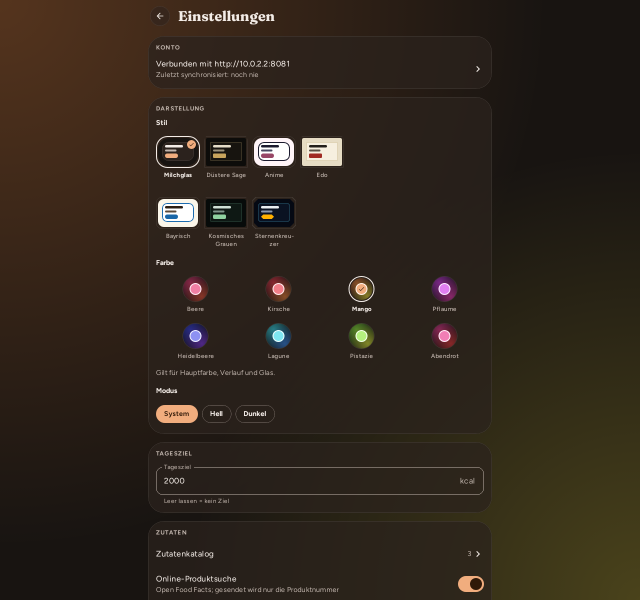 Einstellungen
KONTO
Verbunden mit http://10.0.2.2:8081
Zuletzt synchronisiert: noch nie
DARSTELLUNG
Stil
Milchglas
Düstere Sage
Anime
Edo
Bayrisch
Kosmisches
Grauen
Sternenkreu-
zer
Farbe
Beere
Kirsche
Mango
Pflaume
Heidelbeere
Laguna
Pistazie
Abendrot
Gilt für Hauptfarbe, Verlauf und Glas.
Modus
System
Hell
Dunkel
TAGESZIEL
Tagesziel
2000 kcal
Leer lassen = kein Ziel
ZUTATEN
Zutatenkatalog 3
Online-Produktsuche
Open Food Facts; gesendet wird nur die Produktnummer